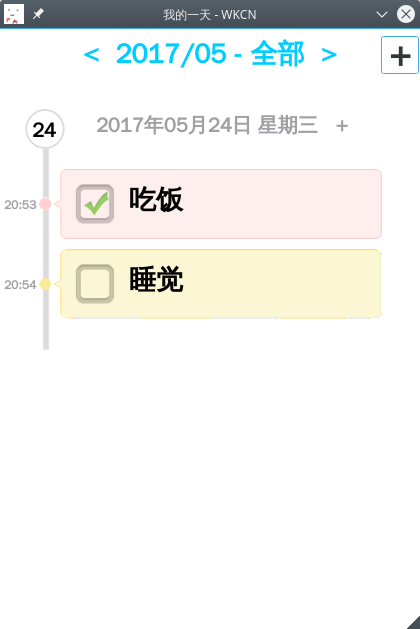 我的一天 - WKCN
< 2017/05 - 全部 >
+
24
2017年05月24日 星期三 +
20:53
吃饭
20:54
睡觉